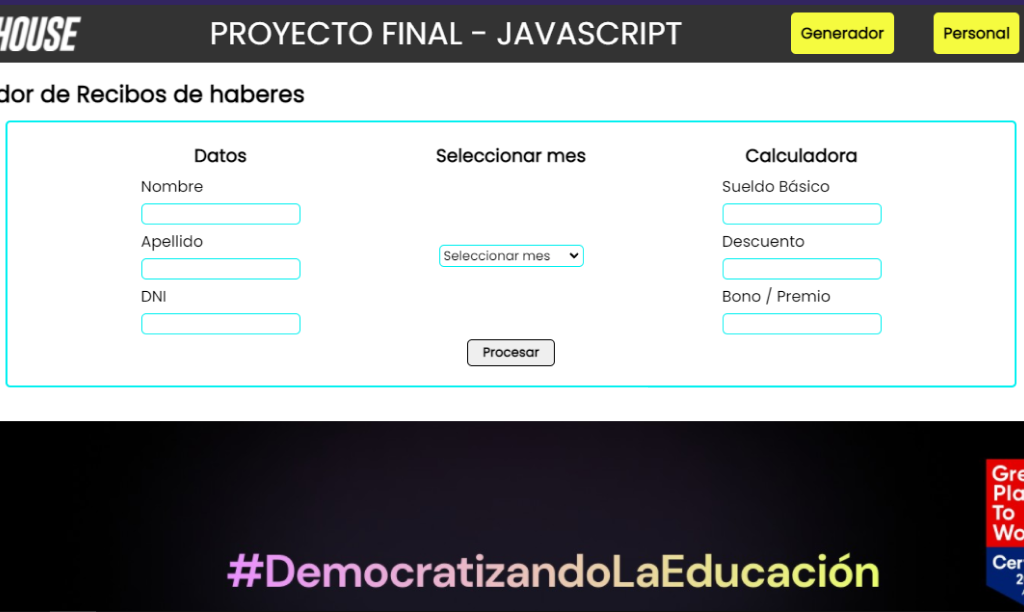 HOUSE
PROYECTO FINAL - JAVASCRIPT
Generador
Personal
dor de Recibos de haberes
Datos
Nombre
Apellido
DNI
Seleccionar mes
Seleccionar mes
Procesar
Calculadora
Sueldo Básico
Descuento
Bono / Premio
#DemocratizandoLaEducación
Gre
Pla
To
Wo
Cer